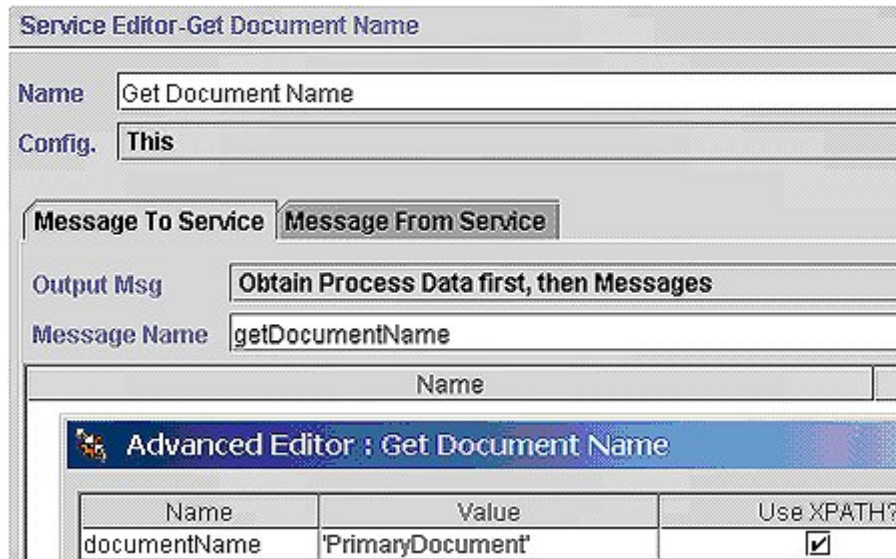 Service Editor-Get Document Name
Name Get Document Name
Config. This
Message To Service Message From Service
Output Msg Obtain Process Data first, then Messages
Message Name getDocumentName
Name
Advanced Editor : Get Document Name
Name Value Use XPATH?
documentName 'PrimaryDocument'